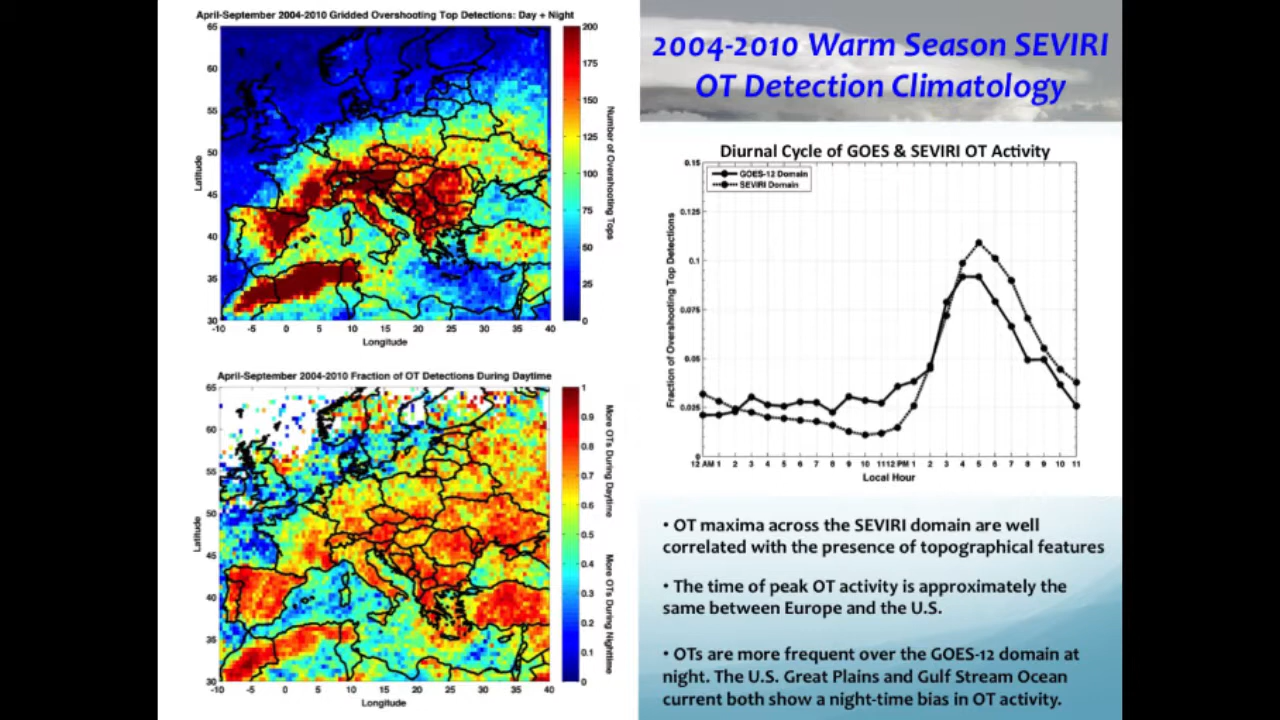 April-September 2004-2010 Gridded Overshooting Top Detections: Day + Night
65
60
55
50
45
40
35
30
Latitude
-10 -5 0 5 10 15 20 25 30 35 40
Longitude
200
175
150
125
100
75
50
25
0
Number of Overshooting Tops
April-September 2004-2010 Fraction of OT Detections During Daytime
65
60
55
50
45
40
35
30
Latitude
-10 -5 0 5 10 15 20 25 30 35 40
Longitude
1
0.9
0.8
0.7
0.6
0.5
0.4
0.3
0.2
0.1
0
More OTs During Daytime
More OTs During Nighttime
2004-2010 Warm Season SEVIRI
OT Detection Climatology
Diurnal Cycle of GOES & SEVIRI OT Activity
GOES-12 Domain
SEVIRI Domain
0.15
0.125
0.1
0.075
0.05
0.025
0
Fraction of Overshooting Top Detections
12 AM 1 2 3 4 5 6 7 8 9 10 11 12 PM 1 2 3 4 5 6 7 8 9 10 11
Local Hour
• OT maxima across the SEVIRI domain are well
correlated with the presence of topographical features
• The time of peak OT activity is approximately the
same between Europe and the U.S.
• OTs are more frequent over the GOES-12 domain at
night. The U.S. Great Plains and Gulf Stream Ocean
current both show a night-time bias in OT activity.